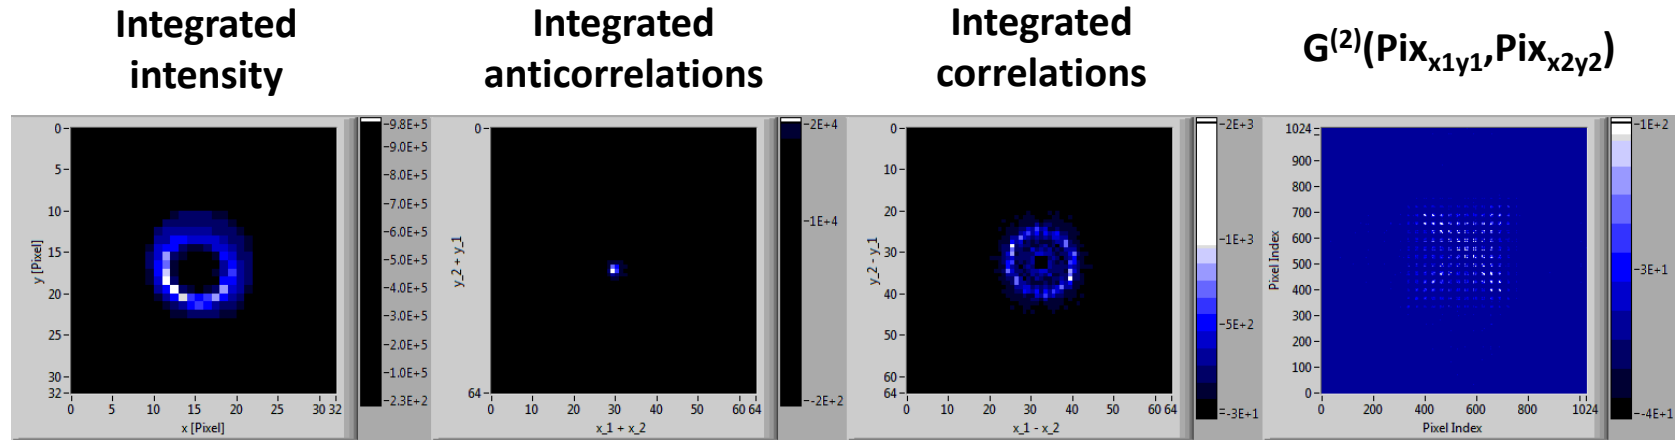 Integrated
intensity
Integrated
anticorrelations
Integrated
correlations
G(2)(Pixx1y1,Pixx2y2)
0
5
10
15
20
25
30
32
y [Pixel]
0 5 10 15 20 25 30 32
x [Pixel]
9.8E+5
9.0E+5
8.0E+5
7.0E+5
6.0E+5
5.0E+5
4.0E+5
3.0E+5
2.0E+5
1.0E+5
2.3E+2
0
64
y_2 + y_1
0 10 20 30 40 50 60 64
x_1 + x_2
2E+4
1E+4
-2E+2
0
10
20
30
40
50
60
64
y_2 - y_1
0 20 40 64
x_1 - x_2
2E+3
1E+3
5E+2
-3E+1
1024
900
800
700
600
500
400
300
200
100
0
Pixel Index
0 200 400 600 800 1024
Pixel Index
1E+2
3E+1
-4E+1